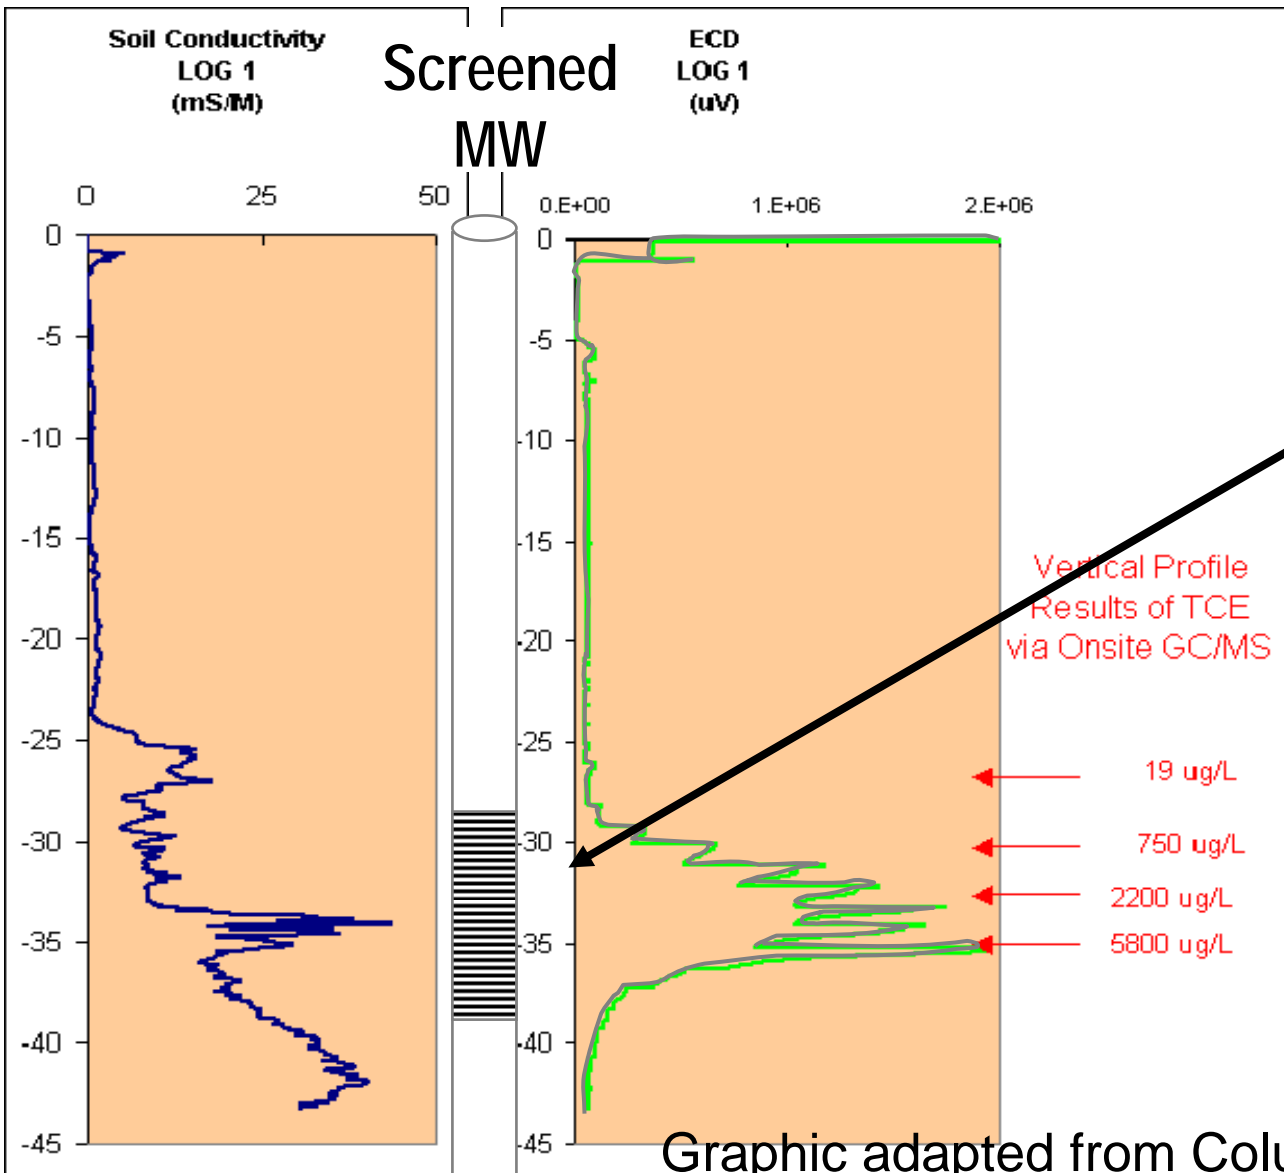 Soil Conductivity
LOG 1
(mS/M)
Screened
MW
ECD
LOG 1
(uV)
0 25 50
0
-5
-10
-15
-20
-25
-30
-35
-40
-45
0.E+00 1.E+06 2.E+06
0
-5
-10
-15
-20
-25
-30
-35
-40
-45
Vertical Profile
Results of TCE
via Onsite GC/MS
19 ug/L
750 ug/L
2200 ug/L
5800 ug/L
Graphic adapted from Colu